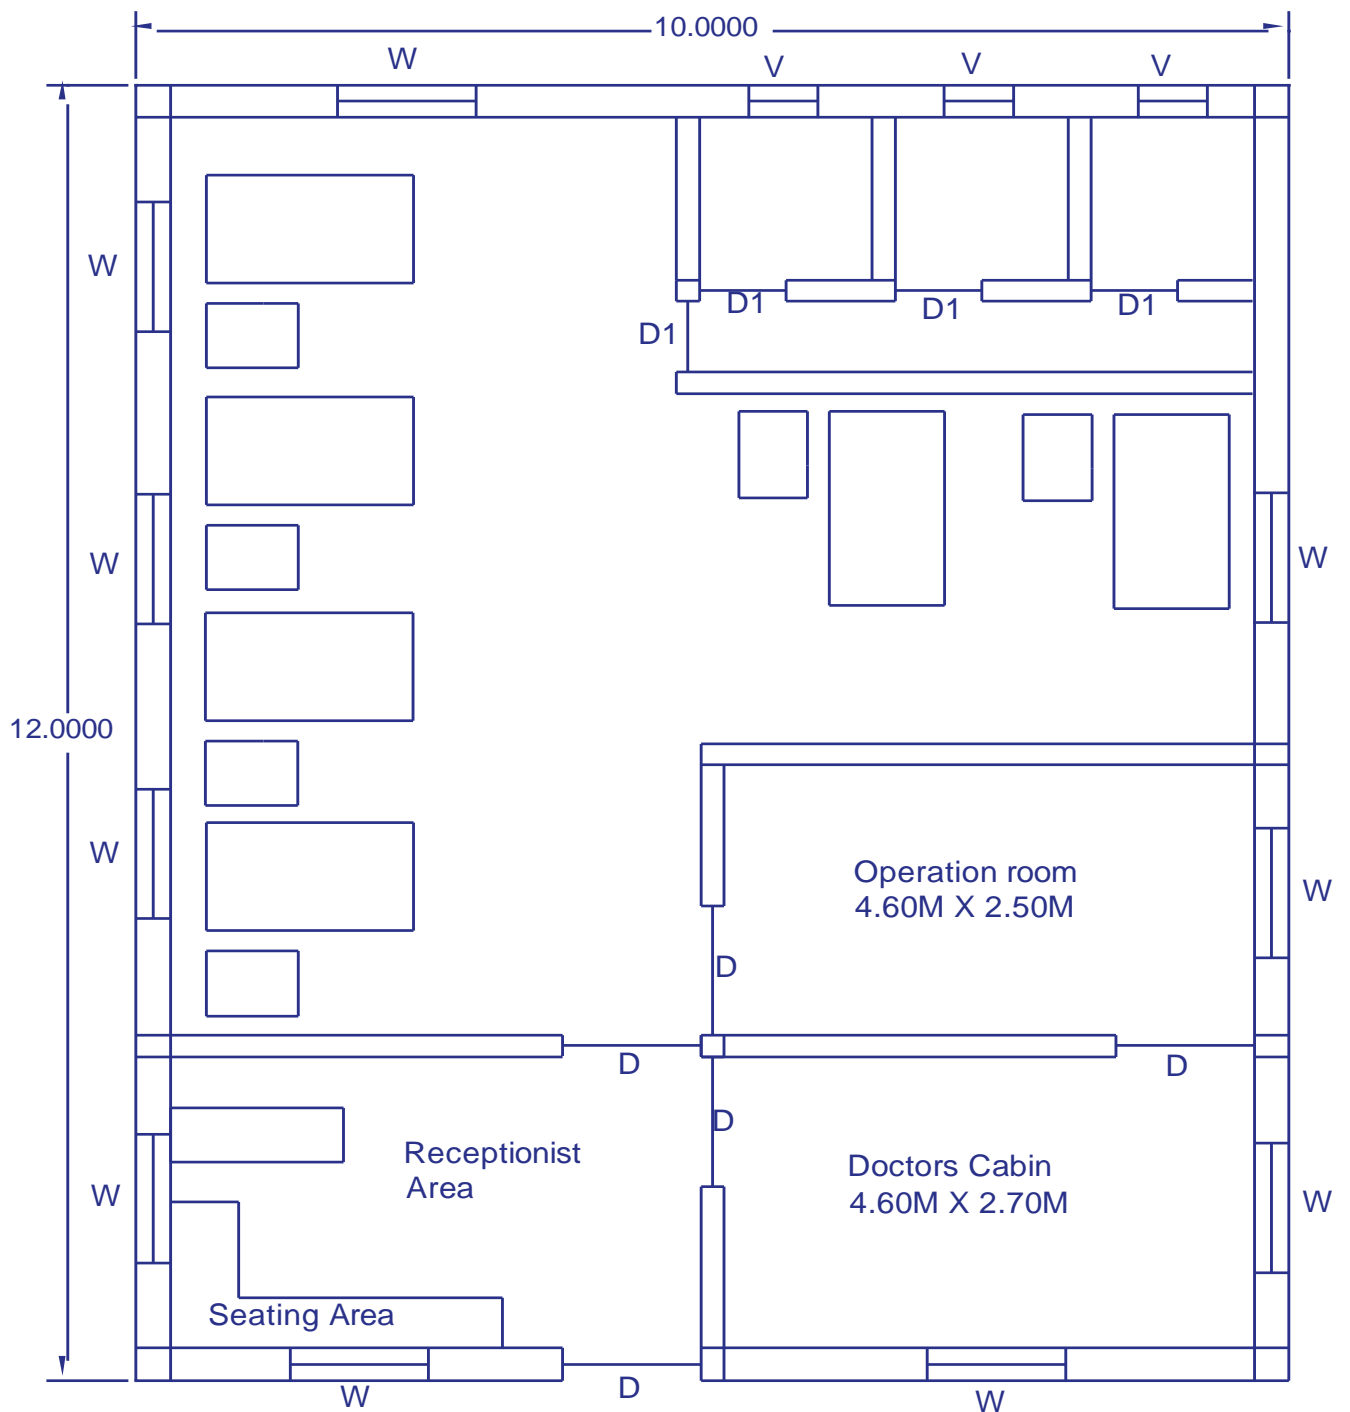 10.0000
W
V
V
V
W
D1
D1
D1
D1
W
W
12.0000
W
Operation room
4.60M X 2.50M
W
D
D
D
D
Receptionist
Area
Doctors Cabin
4.60M X 2.70M
W
W
Seating Area
W
D
W